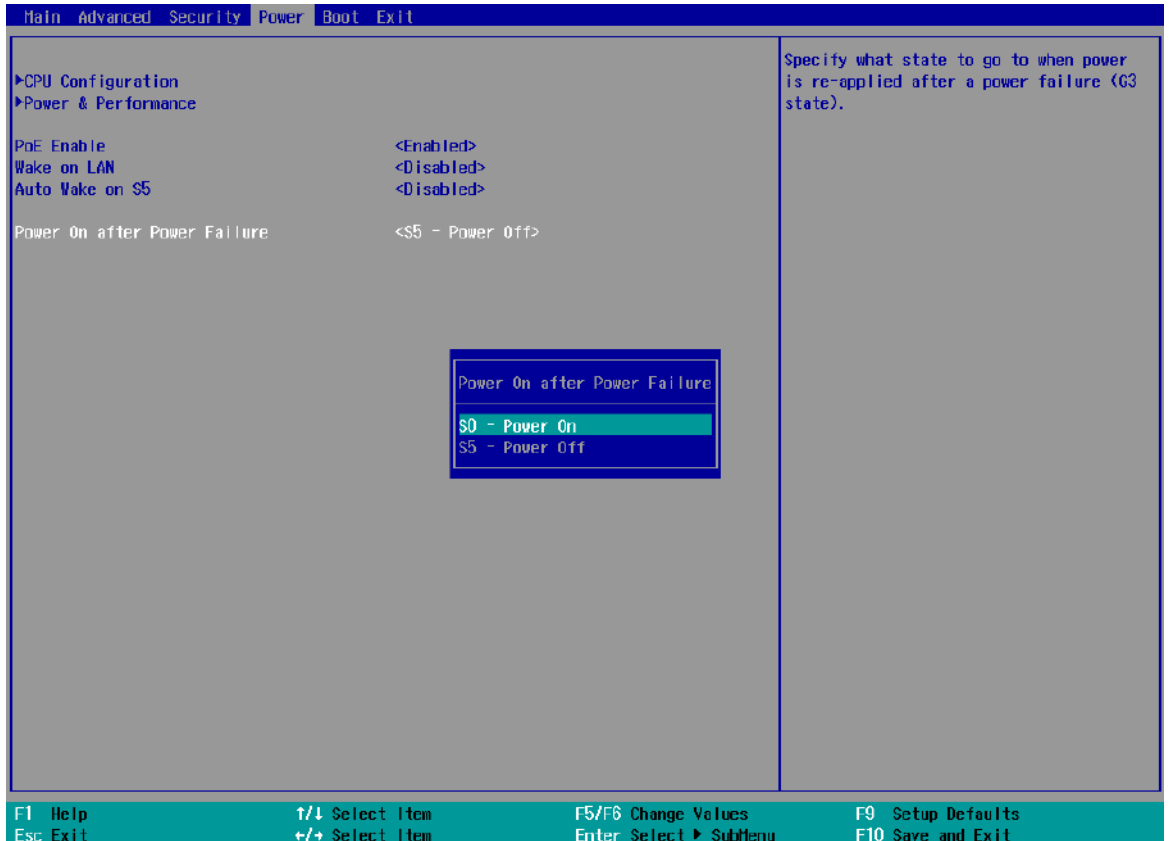 Main Advanced Security Power Boot Exit
▶CPU Configuration
▶Power & Performance
PoE Enable <Enabled>
Wake on LAN <Disabled>
Auto Wake on S5 <Disabled>
Power On after Power Failure <S5 - Power Off>
Specify what state to go to when power
is re-applied after a power failure (G3
state).
Power On after Power Failure
S0 - Power On
S5 - Power Off
F1 Help ↑/↓ Select Item F5/F6 Change Values F9 Setup Defaults
Esc Exit ←/→ Select Item Enter Select ▶ SubMenu F10 Save and Exit